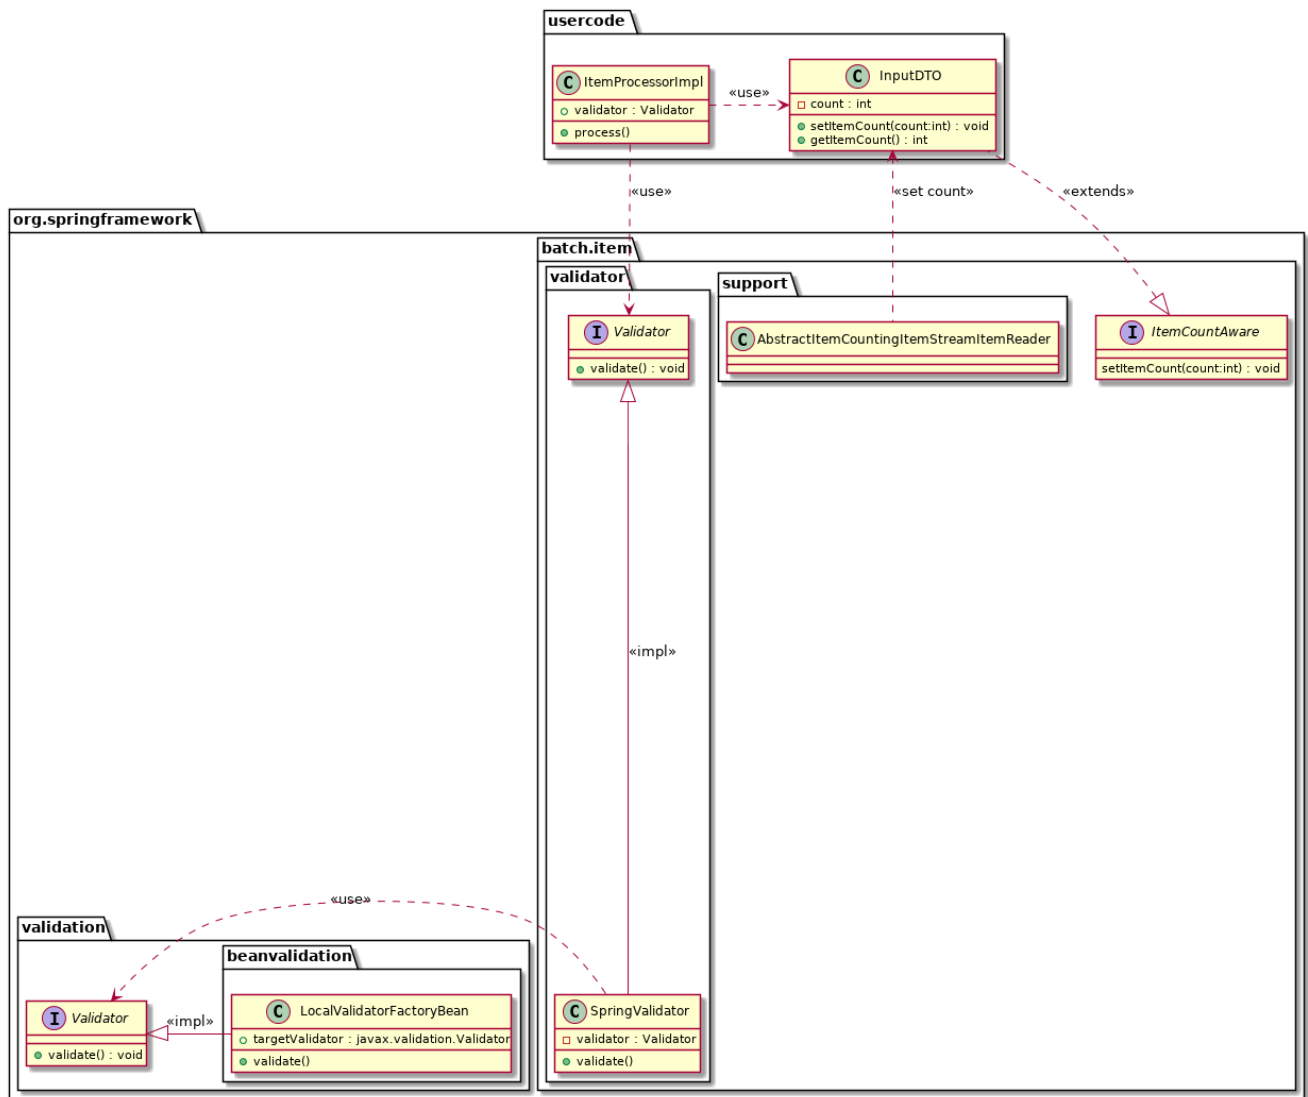 usercode
C ItemProcessorImpl
validator : Validator
process()
«use»
C InputDTO
count : int
setItemCount(count:int) : void
getItemCount() : int
«use»
«set count»
«extends»
org.springframework
batch.item
validator
I Validator
validate() : void
support
C AbstractItemCountingItemStreamItemReader
I ItemCountAware
setItemCount(count:int) : void
«impl»
«use»
validation
I Validator
validate() : void
«impl»
beanvalidation
C LocalValidatorFactoryBean
targetValidator : javax.validation.Validator
validate()
C SpringValidator
validator : Validator
validate()